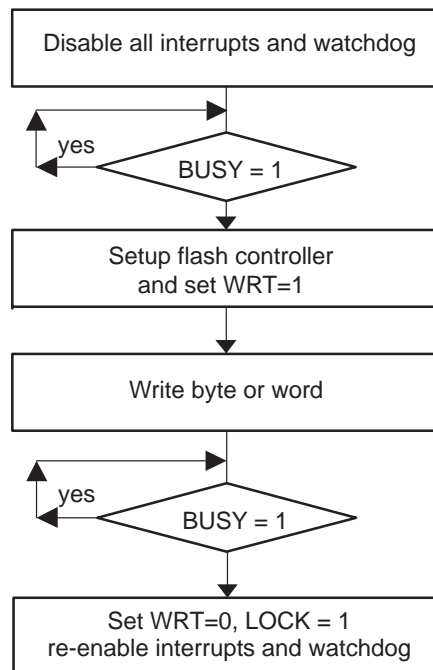 Disable all interrupts and watchdog
yes
BUSY = 1
Setup flash controller
and set WRT=1
Write byte or word
yes
BUSY = 1
Set WRT=0, LOCK = 1
re-enable interrupts and watchdog